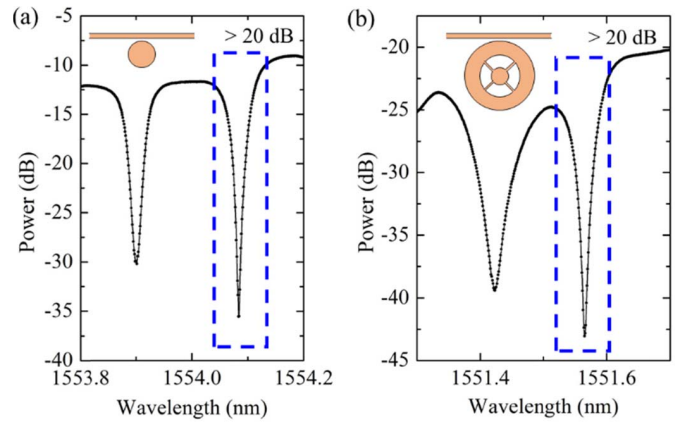 (a)
> 20 dB
Power (dB)
-5
-10
-15
-20
-25
-30
-35
-40
1553.8
1554.0
1554.2
Wavelength (nm)
(b)
> 20 dB
Power (dB)
-20
-25
-30
-35
-40
-45
1551.4
1551.6
Wavelength (nm)